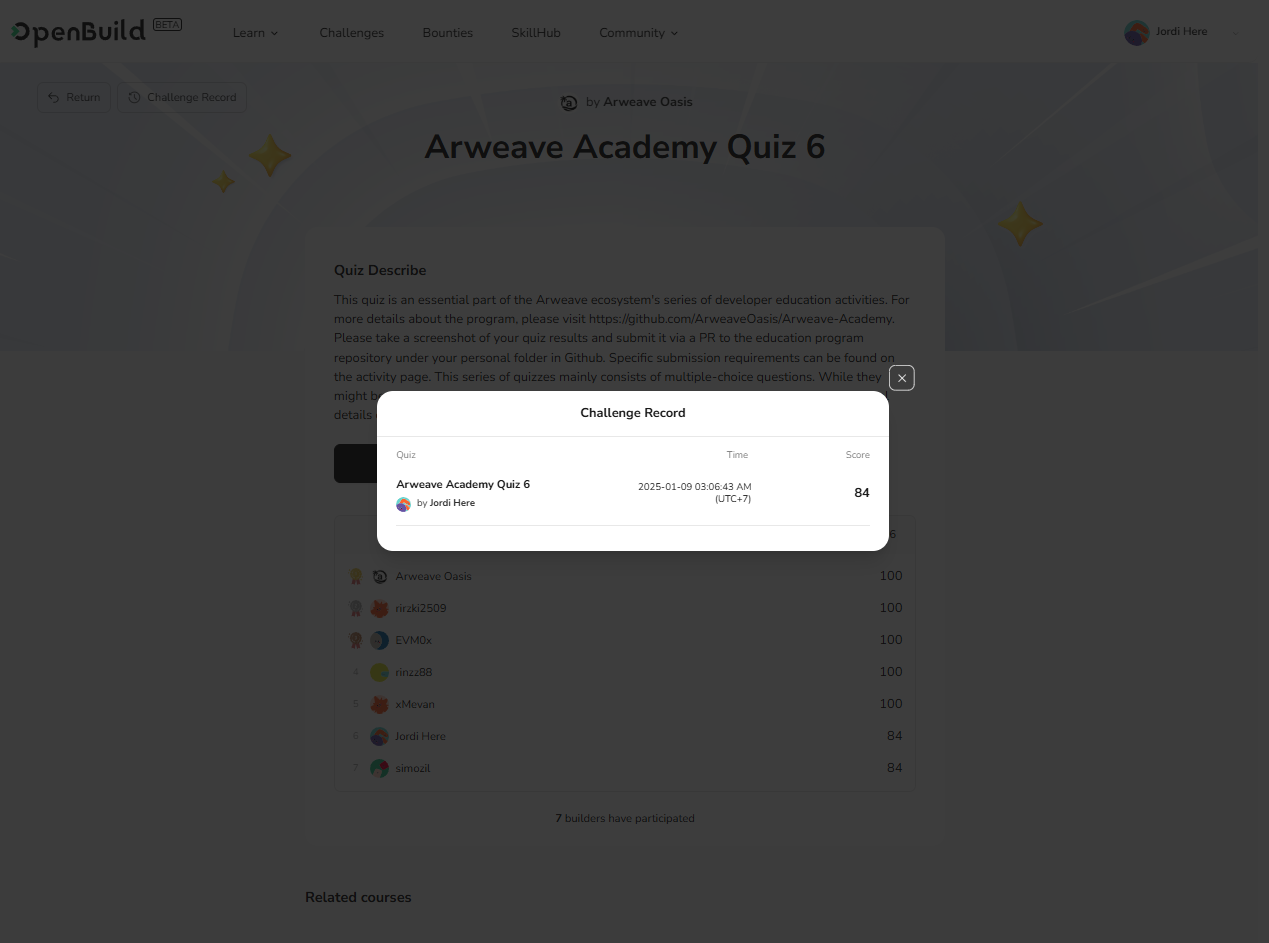 OpenBuild BETA
Learn
Challenges
Bounties
SkillHub
Community
Jordi Here
Return
Challenge Record
by Arweave Oasis
Arweave Academy Quiz 6
Quiz Describe
This quiz is an essential part of the Arweave ecosystem's series of developer education activities. For
more details about the program, please visit https://github.com/ArweaveOasis/Arweave-Academy.
Please take a screenshot of your quiz results and submit it via a PR to the education program
repository under your personal folder in Github. Specific submission requirements can be found on
the activity page. This series of quizzes mainly consists of multiple-choice questions. While they
might
details
Challenge Record
Quiz Time Score
Arweave Academy Quiz 6
by Jordi Here
2025-01-09 03:06:43 AM
(UTC+7)
84
Arweave Oasis 100
rirzki2509 100
EVM0x 100
4 rinzz88 100
5 xMevan 100
6 Jordi Here 84
7 simozil 84
7 builders have participated
Related courses